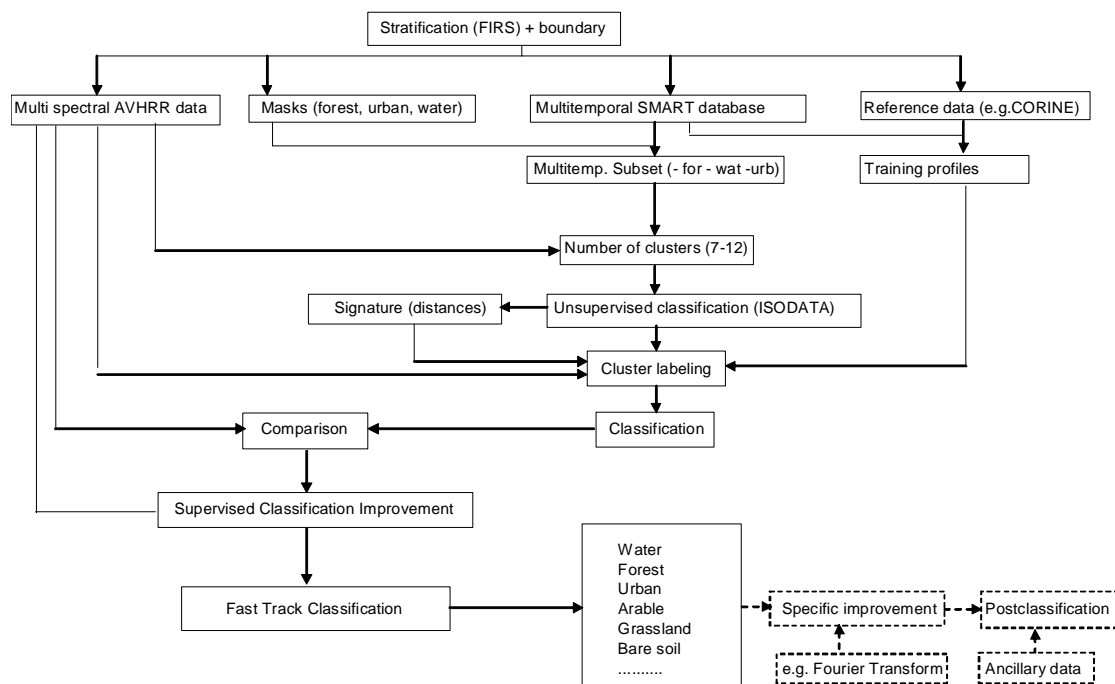 Stratification (FIRS) + boundary
Multi spectral AVHRR data
Masks (forest, urban, water)
Multitemporal SMART database
Reference data (e.g.CORINE)
Multitemp. Subset (- for - wat -urb)
Training profiles
Number of clusters (7-12)
Signature (distances)
Unsupervised classification (ISODATA)
Cluster labeling
Comparison
Classification
Supervised Classification Improvement
Fast Track Classification
Water
Forest
Urban
Arable
Grassland
Bare soil
..........
Specific improvement
Postclassification
e.g. Fourier Transform
Ancillary data